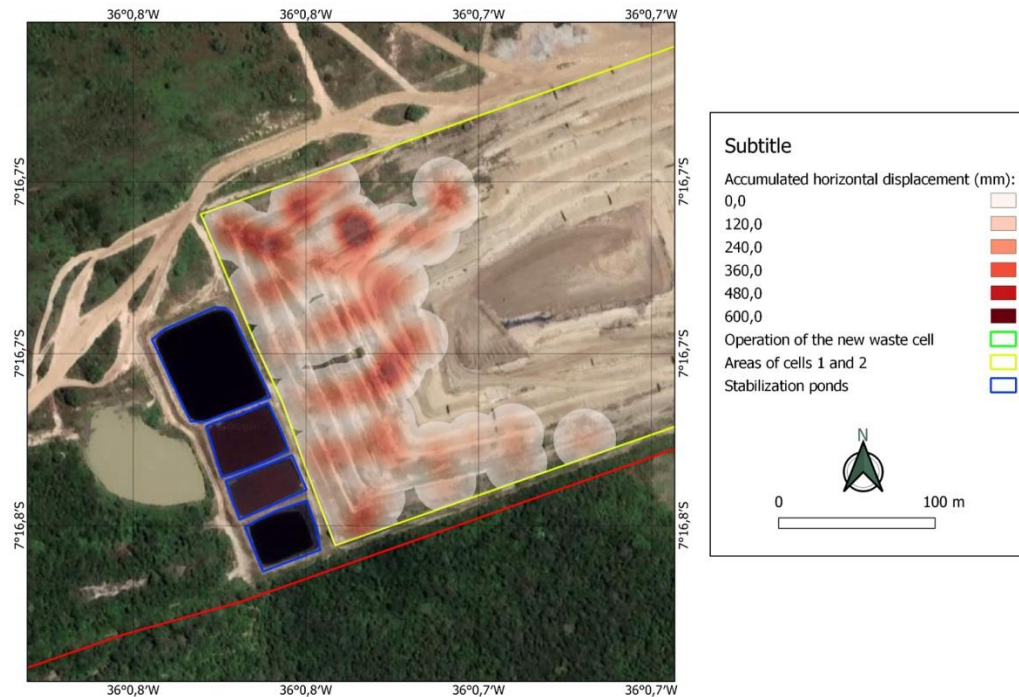 36°0,8'W 36°0,8'W 36°0,7'W 36°0,7'W
7°16,7'S 7°16,7'S
7°16,7'S 7°16,7'S
7°16,8'S 7°16,8'S
36°0,8'W 36°0,8'W 36°0,7'W 36°0,7'W
Subtitle
Accumulated horizontal displacement (mm):
0,0
120,0
240,0
360,0
480,0
600,0
Operation of the new waste cell
Areas of cells 1 and 2
Stabilization ponds
N
0 100 m